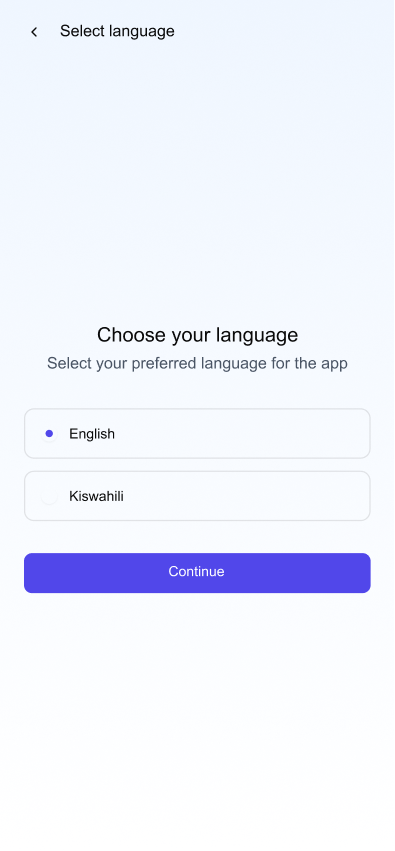 Select language
Choose your language
Select your preferred language for the app
English
Kiswahili
Continue